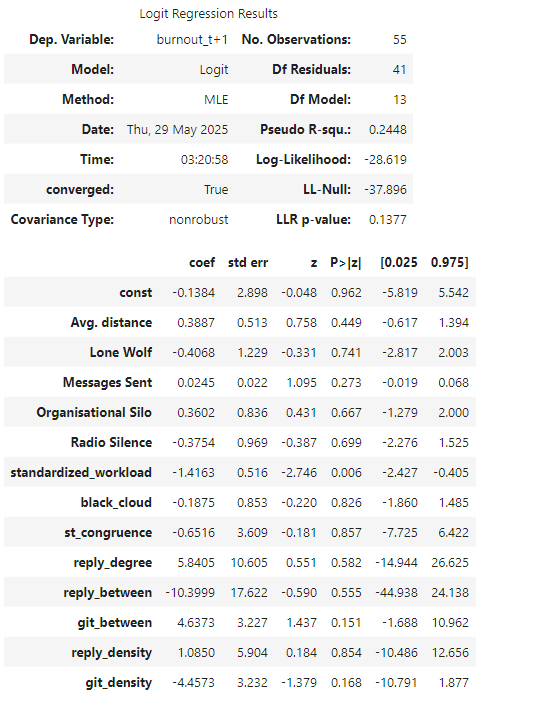 Logit Regression Results
Dep. Variable: burnout_t+1 No. Observations: 55
Model: Logit Df Residuals: 41
Method: MLE Df Model: 13
Date: Thu, 29 May 2025 Pseudo R-squ.: 0.2448
Time: 03:20:58 Log-Likelihood: -28.619
converged: True LL-Null: -37.896
Covariance Type: nonrobust LLR p-value: 0.1377
coef std err z P>|z| [0.025 0.975]
const -0.1384 2.898 -0.048 0.962 -5.819 5.542
Avg. distance 0.3887 0.513 0.758 0.449 -0.617 1.394
Lone Wolf -0.4068 1.229 -0.331 0.741 -2.817 2.003
Messages Sent 0.0245 0.022 1.095 0.273 -0.019 0.068
Organisational Silo 0.3602 0.836 0.431 0.667 -1.279 2.000
Radio Silence -0.3754 0.969 -0.387 0.699 -2.276 1.525
standardized_workload -1.4163 0.516 -2.746 0.006 -2.427 -0.405
black_cloud -0.1875 0.853 -0.220 0.826 -1.860 1.485
st_congruence -0.6516 3.609 -0.181 0.857 -7.725 6.422
reply_degree 5.8405 10.605 0.551 0.582 -14.944 26.625
reply_between -10.3999 17.622 -0.590 0.555 -44.938 24.138
git_between 4.6373 3.227 1.437 0.151 -1.688 10.962
reply_density 1.0850 5.904 0.184 0.854 -10.486 12.656
git_density -4.4573 3.232 -1.379 0.168 -10.791 1.877